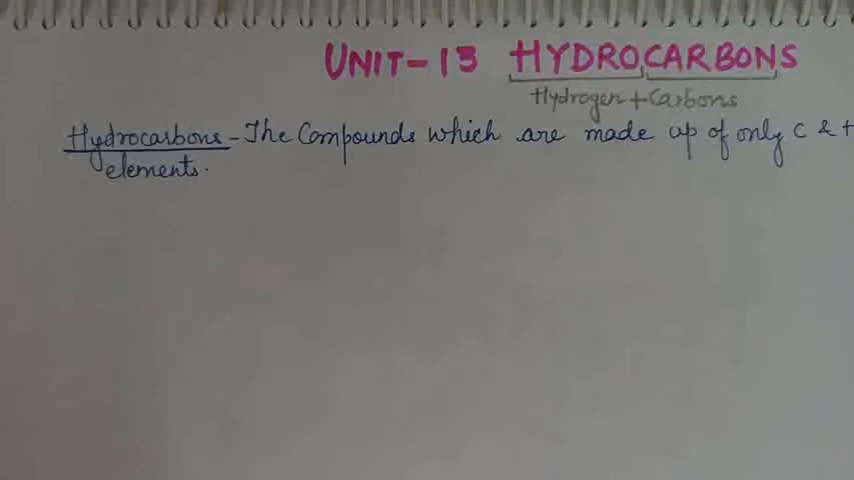 UNIT-13 HYDROCARBONS
Hydrogen + Carbons
Hydrocarbons - The Compounds which are made up of only C & H
elements.